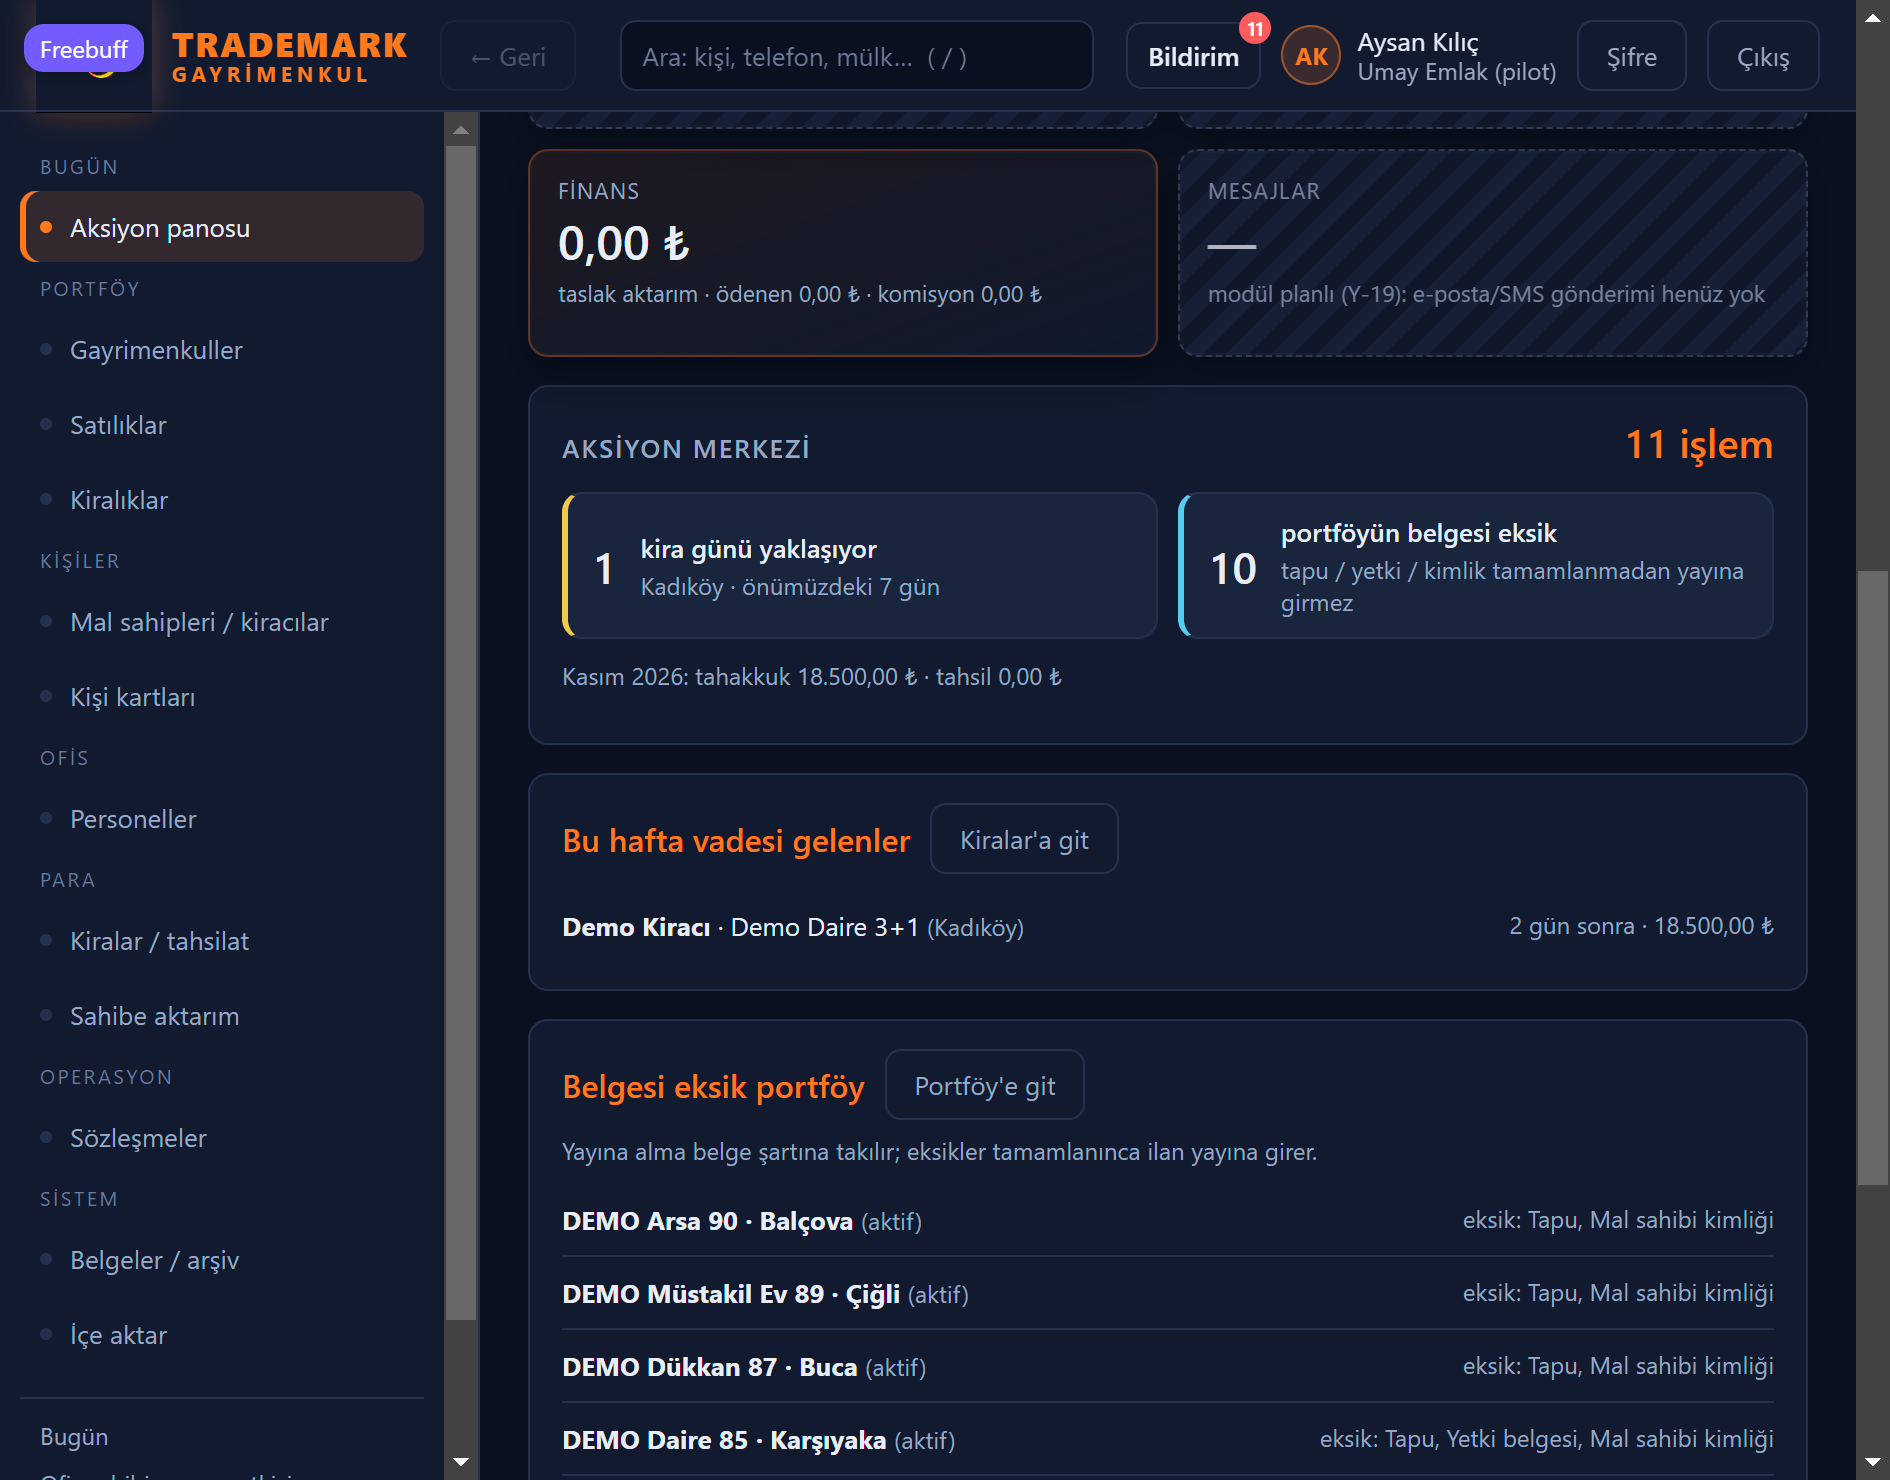 Freebuff
TRADEMARK
GAYRİMENKUL
← Geri
Ara: kişi, telefon, mülk... ( / )
Bildirim
11
AK
Aysan Kılıç
Umay Emlak (pilot)
Şifre
Çıkış
BUGÜN
Aksiyon panosu
PORTFÖY
Gayrimenkuller
Satılıklar
Kiralıklar
KİŞİLER
Mal sahipleri / kiracılar
Kişi kartları
OFİS
Personeller
PARA
Kiralar / tahsilat
Sahibe aktarım
OPERASYON
Sözleşmeler
SİSTEM
Belgeler / arşiv
İçe aktar
Bugün
FİNANS
0,00 ₺
taslak aktarım · ödenen 0,00 ₺ · komisyon 0,00 ₺
MESAJLAR
—
modül planlı (Y-19): e-posta/SMS gönderimi henüz yok
AKSİYON MERKEZİ
11 işlem
1
kira günü yaklaşıyor
Kadıköy · önümüzdeki 7 gün
10
portföyün belgesi eksik
tapu / yetki / kimlik tamamlanmadan yayına
girmez
Kasım 2026: tahakkuk 18.500,00 ₺ · tahsil 0,00 ₺
Bu hafta vadesi gelenler
Kiralar'a git
Demo Kiracı · Demo Daire 3+1 (Kadıköy)
2 gün sonra · 18.500,00 ₺
Belgesi eksik portföy
Portföy'e git
Yayına alma belge şartına takılır; eksikler tamamlanınca ilan yayına girer.
DEMO Arsa 90 · Balçova (aktif)
eksik: Tapu, Mal sahibi kimliği
DEMO Müstakil Ev 89 · Çiğli (aktif)
eksik: Tapu, Mal sahibi kimliği
DEMO Dükkan 87 · Buca (aktif)
eksik: Tapu, Mal sahibi kimliği
DEMO Daire 85 · Karşıyaka (aktif)
eksik: Tapu, Yetki belgesi, Mal sahibi kimliği